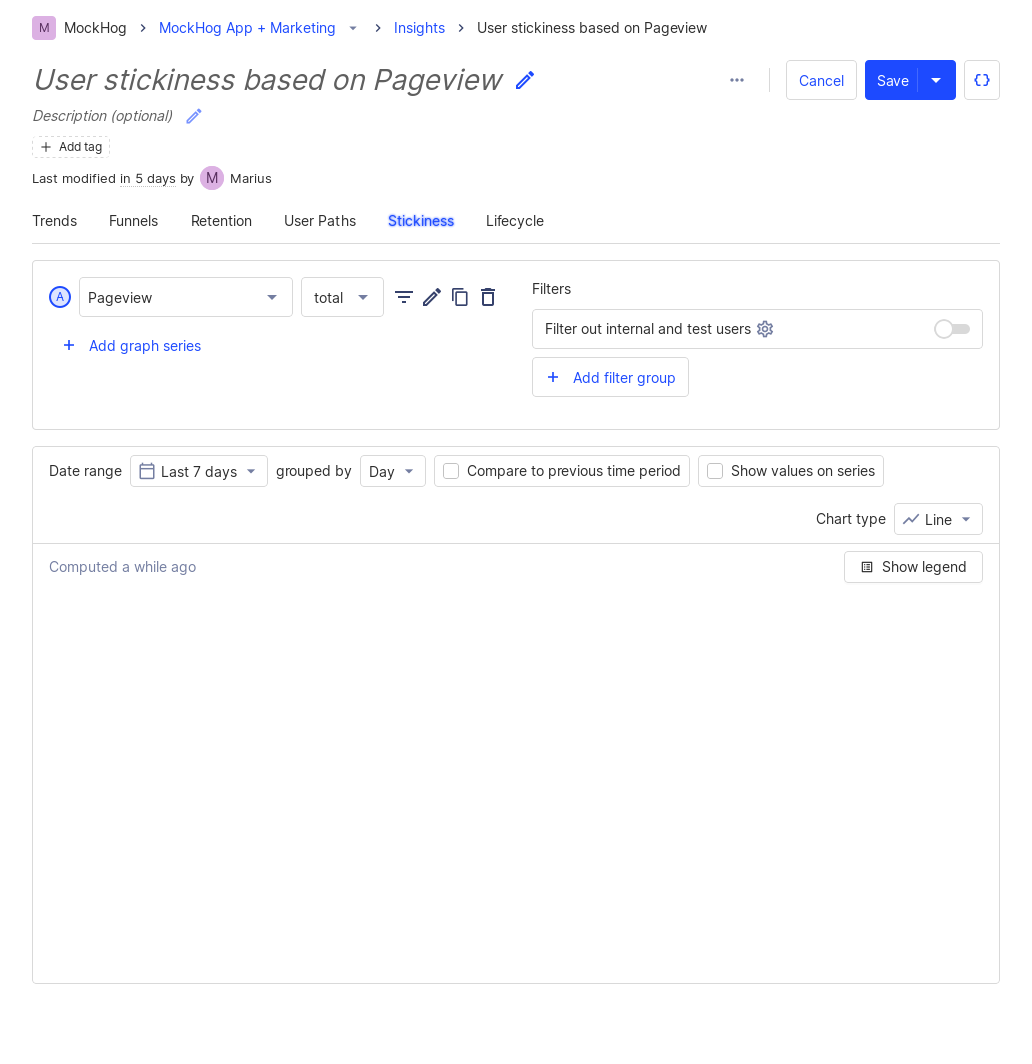 M MockHog MockHog App + Marketing Insights User stickiness based on Pageview
User stickiness based on Pageview
Cancel Save
Description (optional)
Add tag
Last modified in 5 days by M Marius
Trends Funnels Retention User Paths Stickiness Lifecycle
A Pageview total
Add graph series
Filters
Filter out internal and test users
Add filter group
Date range Last 7 days grouped by Day Compare to previous time period Show values on series
Chart type Line
Computed a while ago Show legend